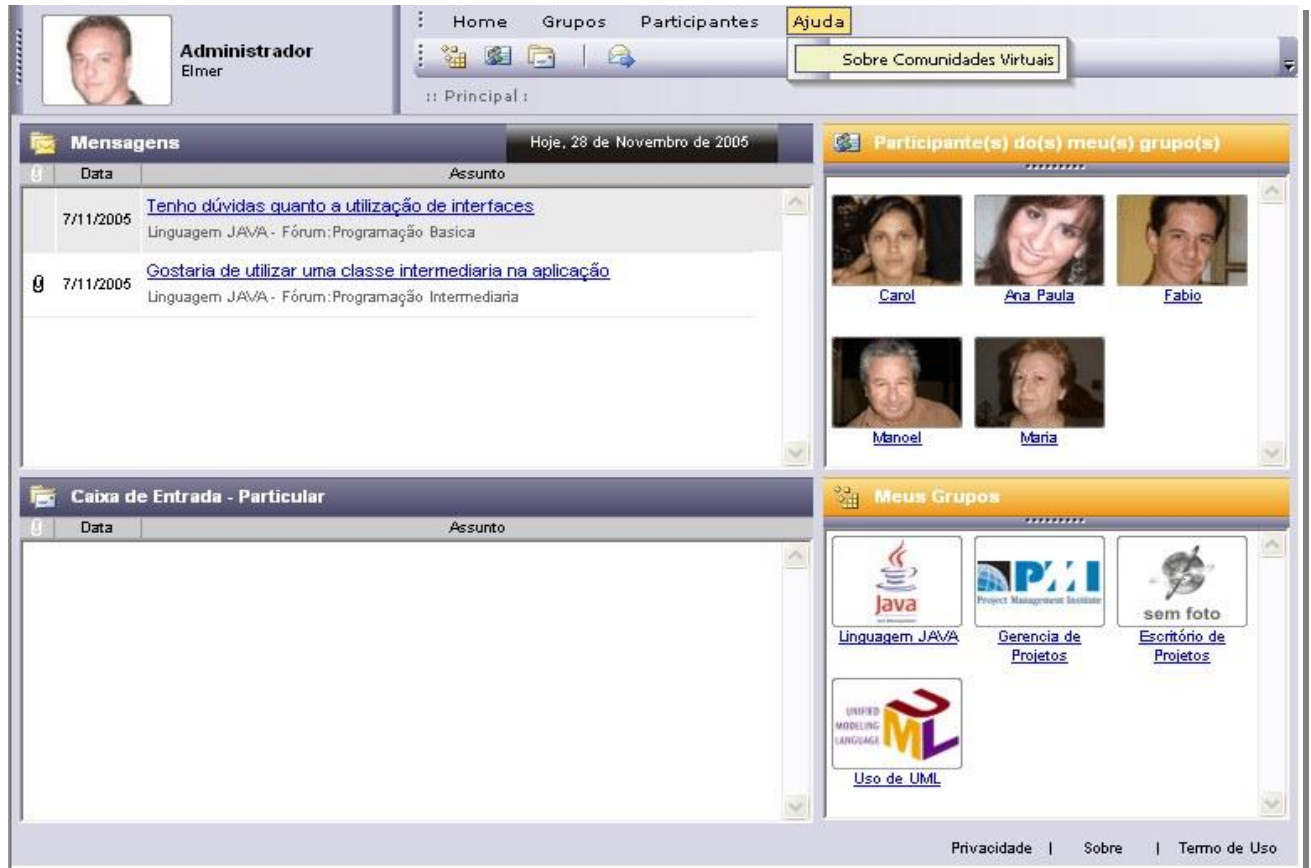 Administrador
Elmer
Home Grupos Participantes Ajuda
Sobre Comunidades Virtuais
:: Principal :
Mensagens
Hoje, 28 de Novembro de 2005
Data Assunto
7/11/2005 Tenho dúvidas quanto a utilização de interfaces
Linguagem JAVA - Fórum:Programação Basica
7/11/2005 Gostaria de utilizar uma classe intermediaria na aplicação
Linguagem JAVA - Fórum:Programação Intermediaria
Participante(s) do(s) meu(s) grupo(s)
Carol Ana Paula Fabio
Manoel Maria
Caixa de Entrada - Particular
Data Assunto
Meus Grupos
Java
PMI
Project Management Institute
sem foto
Linguagem JAVA
Gerencia de
Projetos
Escritório de
Projetos
UNIFIED
MODELING
LANGUAGE
UML
Uso de UML
Privacidade | Sobre | Termo de Uso